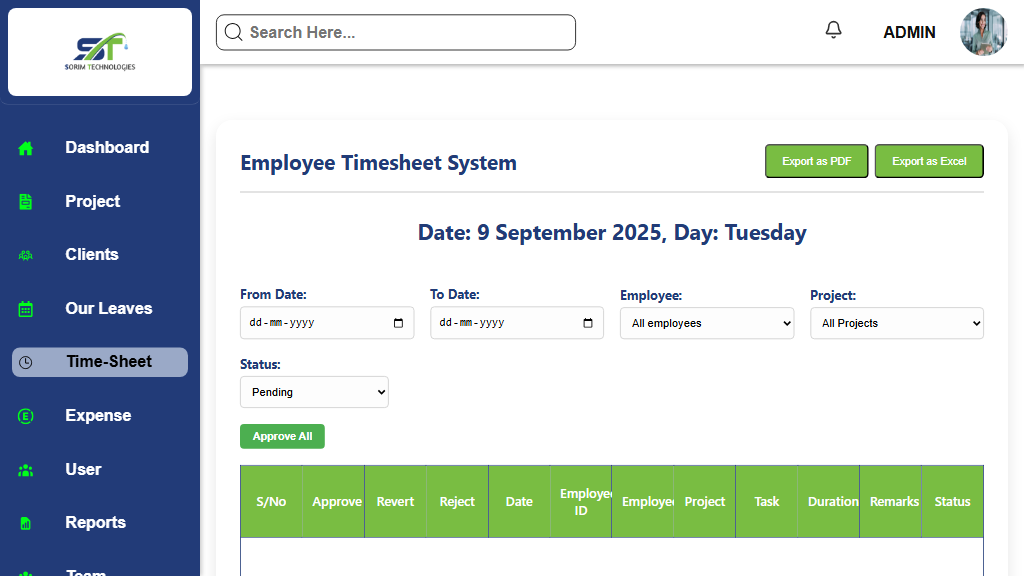 ST
SORIM TECHNOLOGIES
Search Here...
ADMIN
Dashboard
Project
Clients
Our Leaves
Time-Sheet
Expense
User
Reports
Team
Employee Timesheet System
Export as PDF
Export as Excel
Date: 9 September 2025, Day: Tuesday
From Date:
To Date:
Employee:
Project:
dd-mm-yyyy
dd-mm-yyyy
All employees
All Projects
Status:
Pending
Approve All
S/No
Approve
Revert
Reject
Date
Employee
ID
Employee
Project
Task
Duration
Remarks
Status